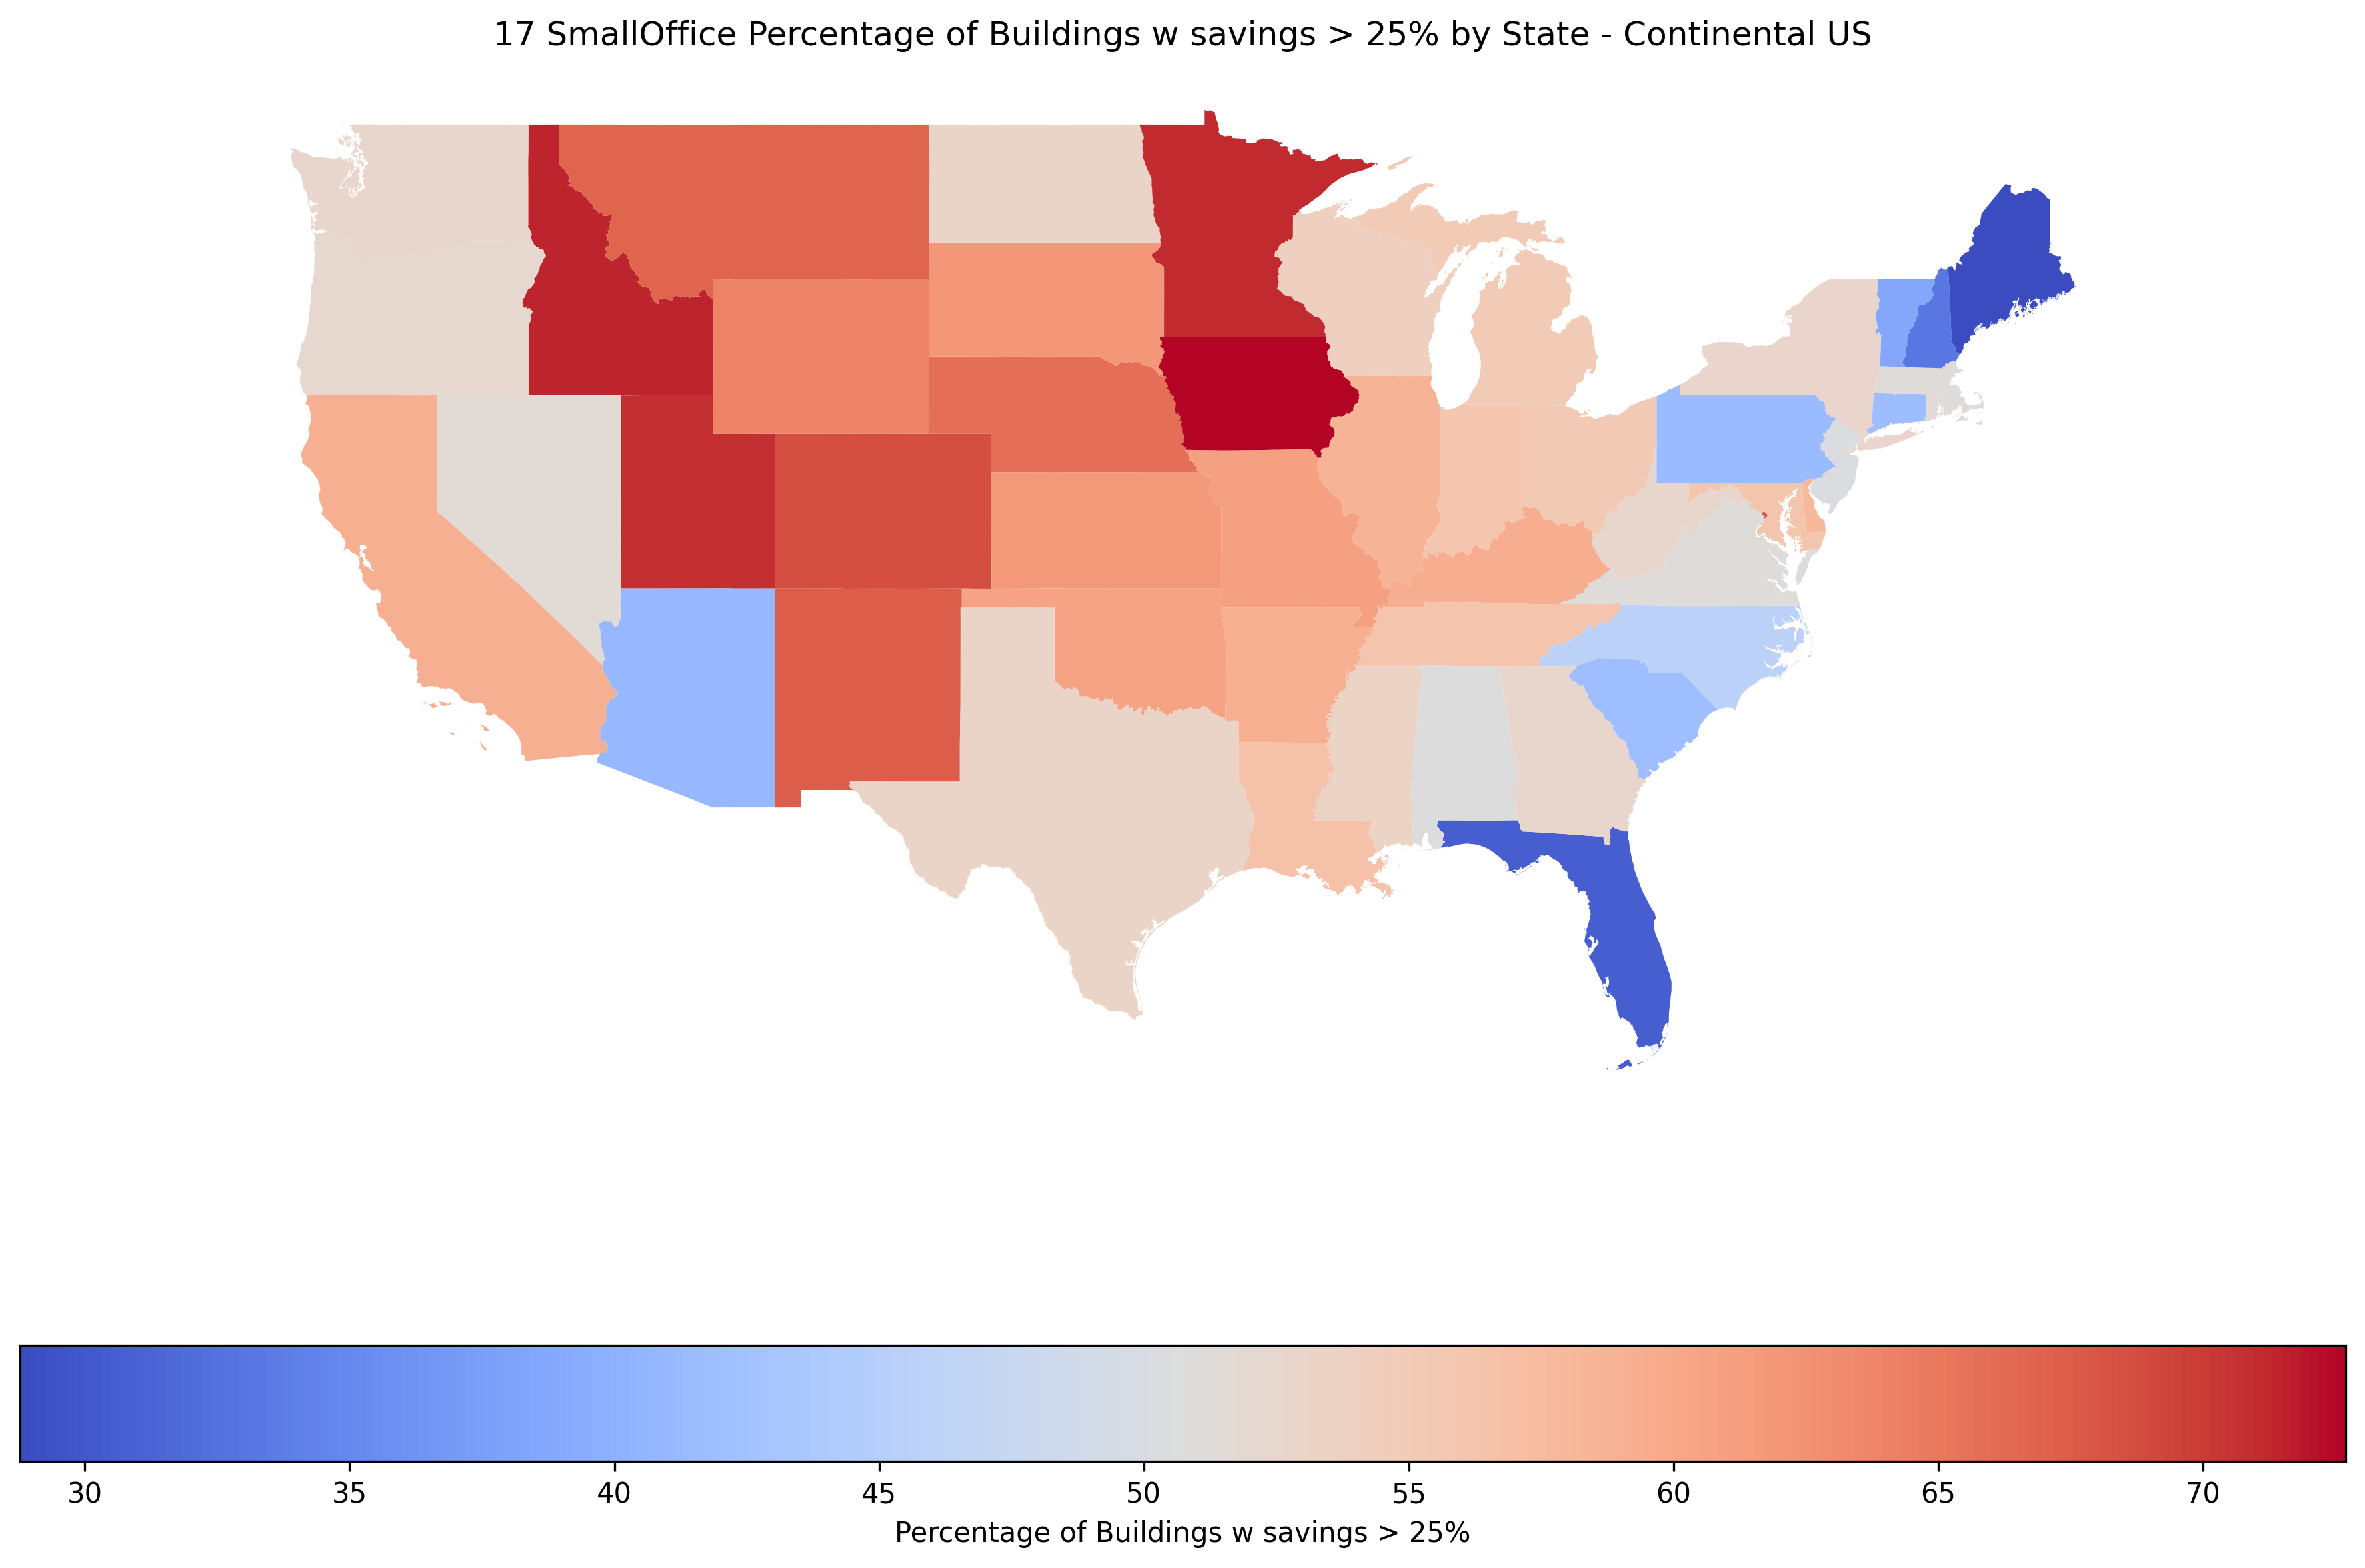 17 SmallOffice Percentage of Buildings w savings > 25% by State - Continental US
30 35 40 45 50 55 60 65 70
Percentage of Buildings w savings > 25%